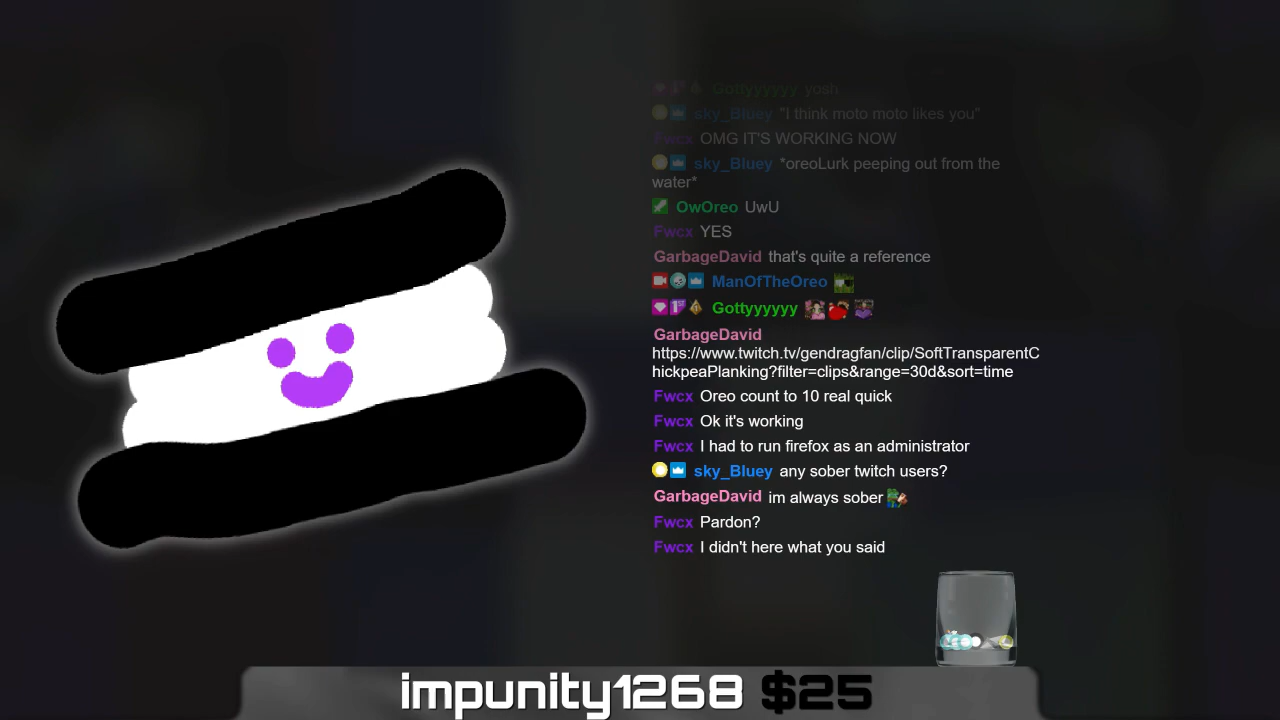 Gottyyyyyy yosh
sky_Bluey "I think moto moto likes you"
Fwcx OMG IT'S WORKING NOW
sky_Bluey *oreoLurk peeping out from the
water*
OwOreo UwU
Fwcx YES
GarbageDavid that's quite a reference
ManOfTheOreo
Gottyyyyyy
GarbageDavid
https://www.twitch.tv/gendragfan/clip/SoftTransparentC
hickpeaPlanking?filter=clips&range=30d&sort=time
Fwcx Oreo count to 10 real quick
Fwcx Ok it's working
Fwcx I had to run firefox as an administrator
sky_Bluey any sober twitch users?
GarbageDavid im always sober
Fwcx Pardon?
Fwcx I didn't here what you said
impunity1268 $25